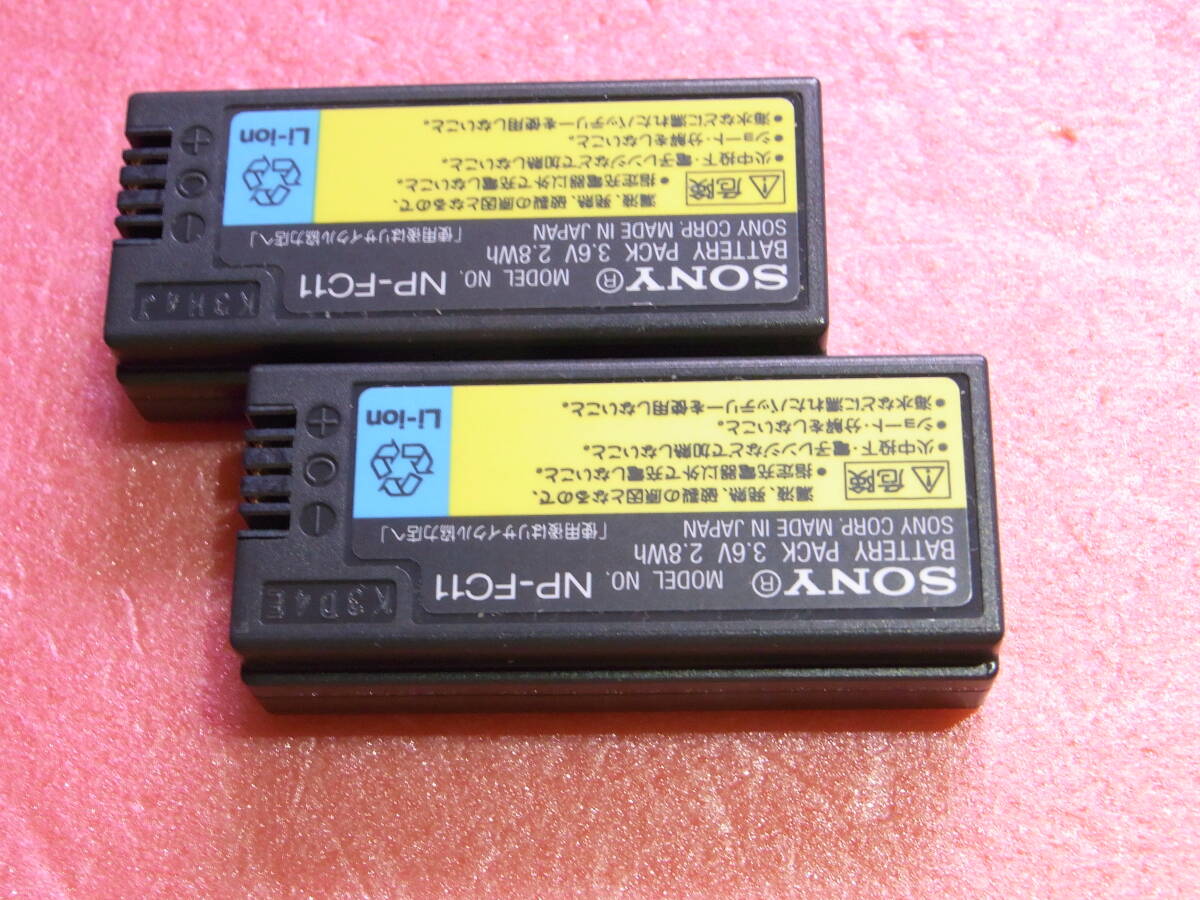 SONY® MODEL NO. NP-FC11
BATTERY PACK 3.6V 2.8Wh
SONY CORP. MADE IN JAPAN 「使用後はリサイクル協力店へ」
危険 漏液、発熱、破裂の原因となるので、
●指定充電器以外で充電しないこと。
●火中投下・電子レンジなどで加熱しないこと。
●ショート・分解をしないこと。
●海水などに濡れたバッテリーを使用しないこと。
Li-ion
− C +
K3H4J
SONY® MODEL NO. NP-FC11
BATTERY PACK 3.6V 2.8Wh
SONY CORP. MADE IN JAPAN 「使用後はリサイクル協力店へ」
危険 漏液、発熱、破裂の原因となるので、
●指定充電器以外で充電しないこと。
●火中投下・電子レンジなどで加熱しないこと。
●ショート・分解をしないこと。
●海水などに濡れたバッテリーを使用しないこと。
Li-ion
− C +
K3D4E